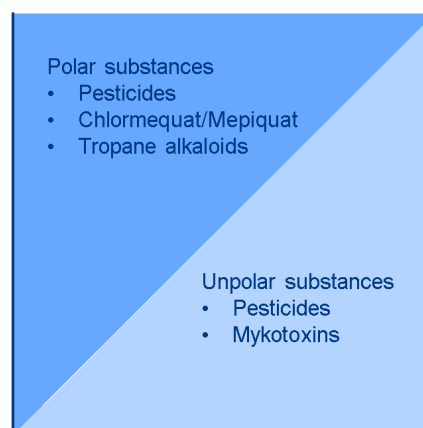 Polar substances
• Pesticides
• Chlormequat/Mepiquat
• Tropane alkaloids
Unpolar substances
• Pesticides
• Mykotoxins